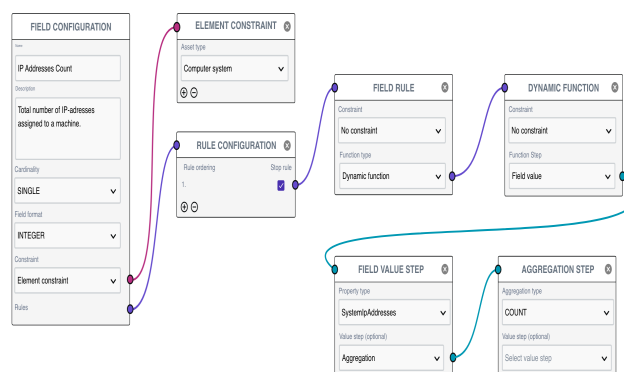 FIELD CONFIGURATION
Name
IP Addresses Count
Description
Total number of IP-adresses
assigned to a machine.
Cardinality
SINGLE
Field format
INTEGER
Constraint
Element constraint
Rules
ELEMENT CONSTRAINT
Asset type
Computer system
RULE CONFIGURATION
Rule ordering
Stop rule
1.
FIELD RULE
Constraint
No constraint
Function type
Dynamic function
DYNAMIC FUNCTION
Constraint
No constraint
Function Step
Field value
FIELD VALUE STEP
Property type
SystemIpAddresses
Value step (optional)
Aggregation
AGGREGATION STEP
Aggregation type
COUNT
Value step (optional)
Select value step